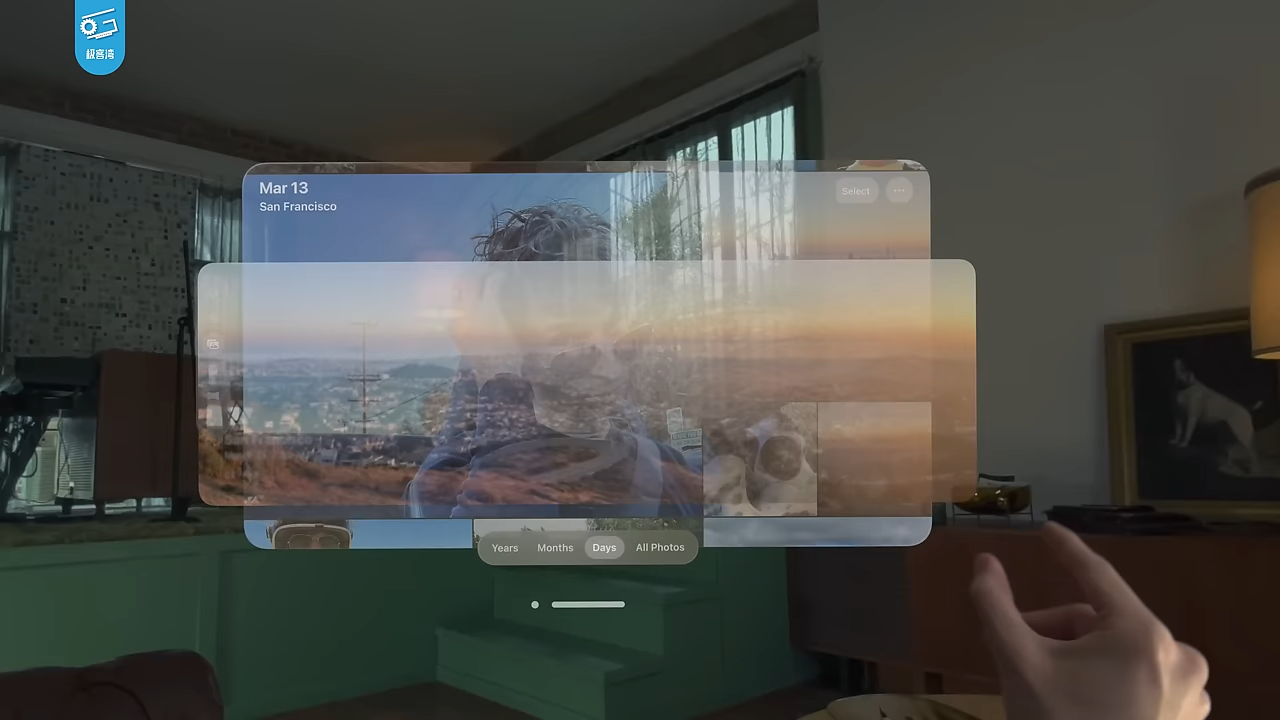 极客湾
Mar 13
San Francisco
Select
Years
Months
Days
All Photos